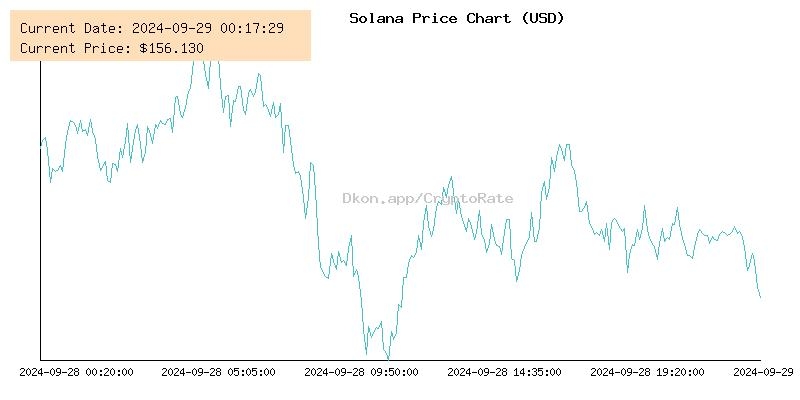 Solana Price Chart (USD)
Current Date: 2024-09-29 00:17:29
Current Price: $156.130
Dkon.app/CryptoRate
2024-09-28 00:20:00 2024-09-28 05:05:00 2024-09-28 09:50:00 2024-09-28 14:35:00 2024-09-28 19:20:00 2024-09-29